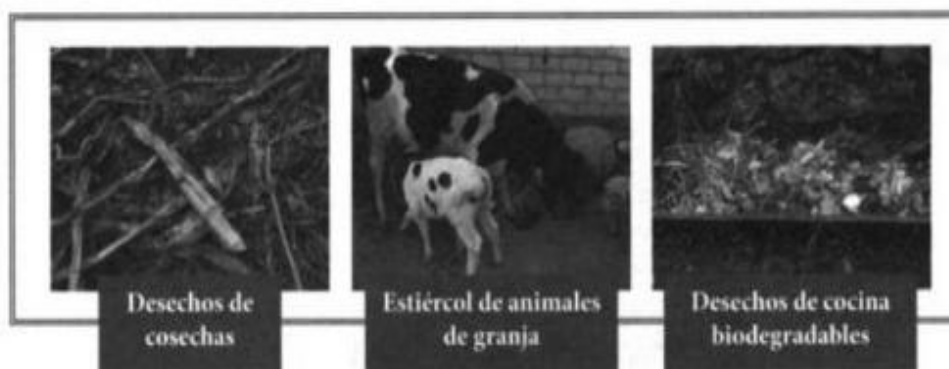 Desechos de
cosechas
Estiércol de animales
de granja
Desechos de cocina
biodegradables